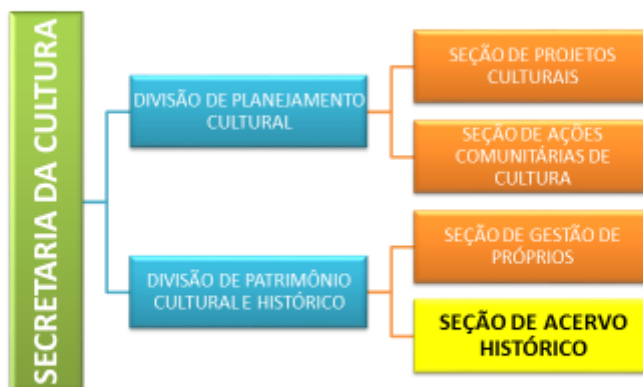 SECRETARIA DA CULTURA
DIVISÃO DE PLANEJAMENTO
CULTURAL
SEÇÃO DE PROJETOS
CULTURAIS
SEÇÃO DE AÇÕES
COMUNITÁRIAS DE
CULTURA
DIVISÃO DE PATRIMÔNIO
CULTURAL E HISTÓRICO
SEÇÃO DE GESTÃO DE
PRÓPRIOS
SEÇÃO DE ACERVO
HISTÓRICO